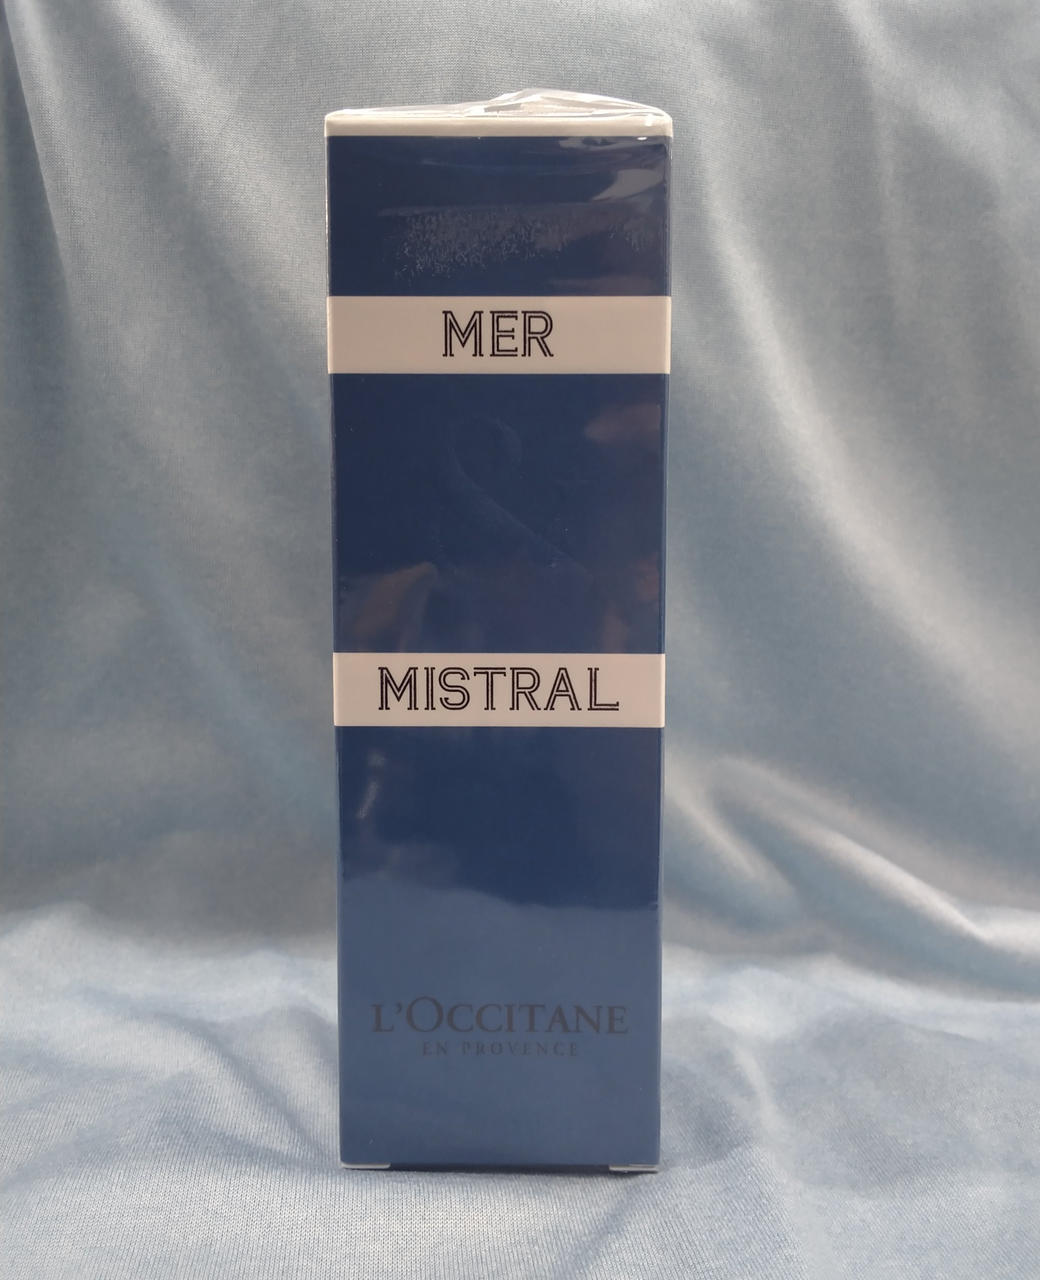 MER
&
MISTRAL
L'OCCITANE
EN PROVENCE